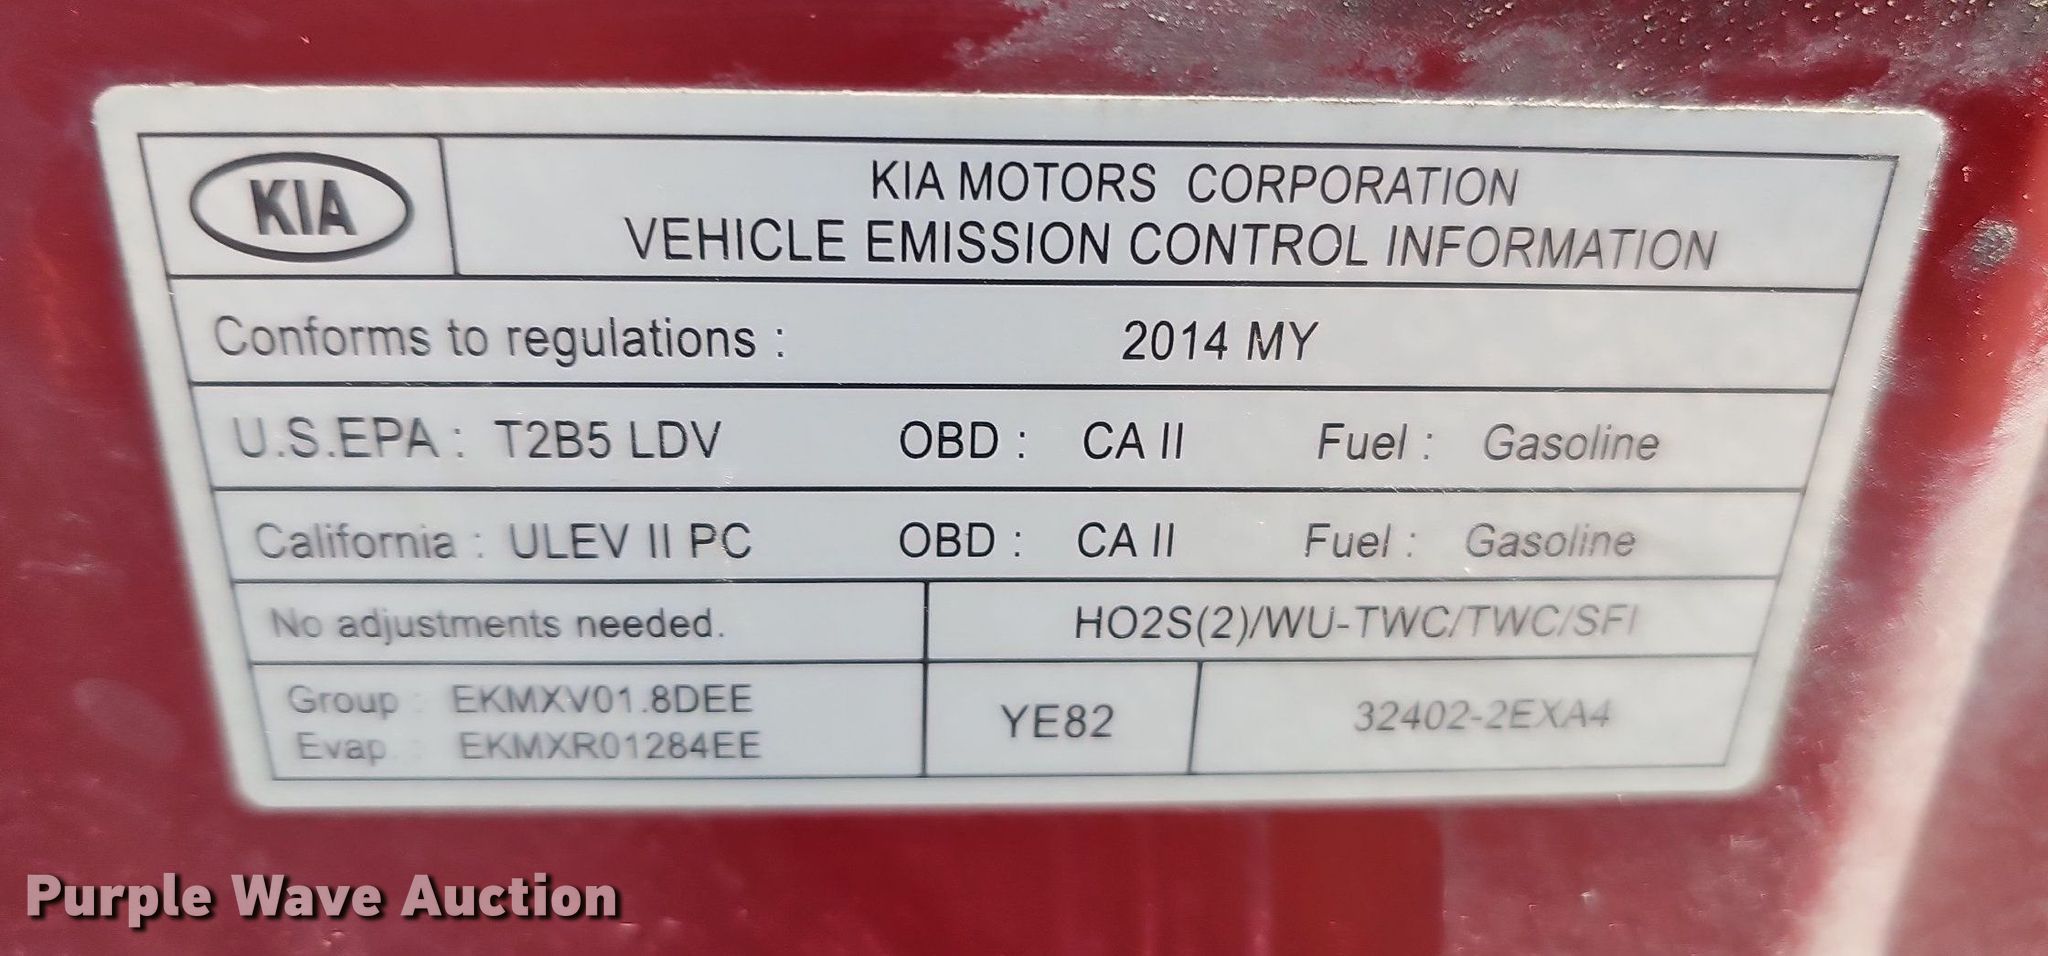 KIA
KIA MOTORS CORPORATION
VEHICLE EMISSION CONTROL INFORMATION
Conforms to regulations : 2014 MY
U.S.EPA : T2B5 LDV OBD : CA II Fuel : Gasoline
California : ULEV II PC OBD : CA II Fuel : Gasoline
No adjustments needed. HO2S(2)/WU-TWC/TWC/SFI
Group : EKMXV01.8DEE
Evap. : EKMXR01284EE
YE82
32402-2EXA4
Purple Wave Auction